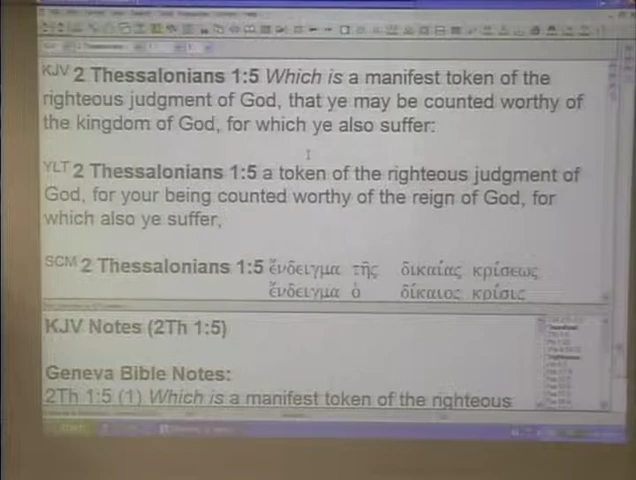 KJV 2 Thessalonians 1:5 Which is a manifest token of the
righteous judgment of God, that ye may be counted worthy of
the kingdom of God, for which ye also suffer:
YLT 2 Thessalonians 1:5 a token of the righteous judgment of
God, for your being counted worthy of the reign of God, for
which also ye suffer,
SCM 2 Thessalonians 1:5 ἔνδειγμα τῆς δικαίας κρίσεως
ἔνδειγμα ὁ δίκαιος κρίσις
KJV Notes (2Th 1:5)
Geneva Bible Notes:
2Th 1:5 (1) Which is a manifest token of the righteous